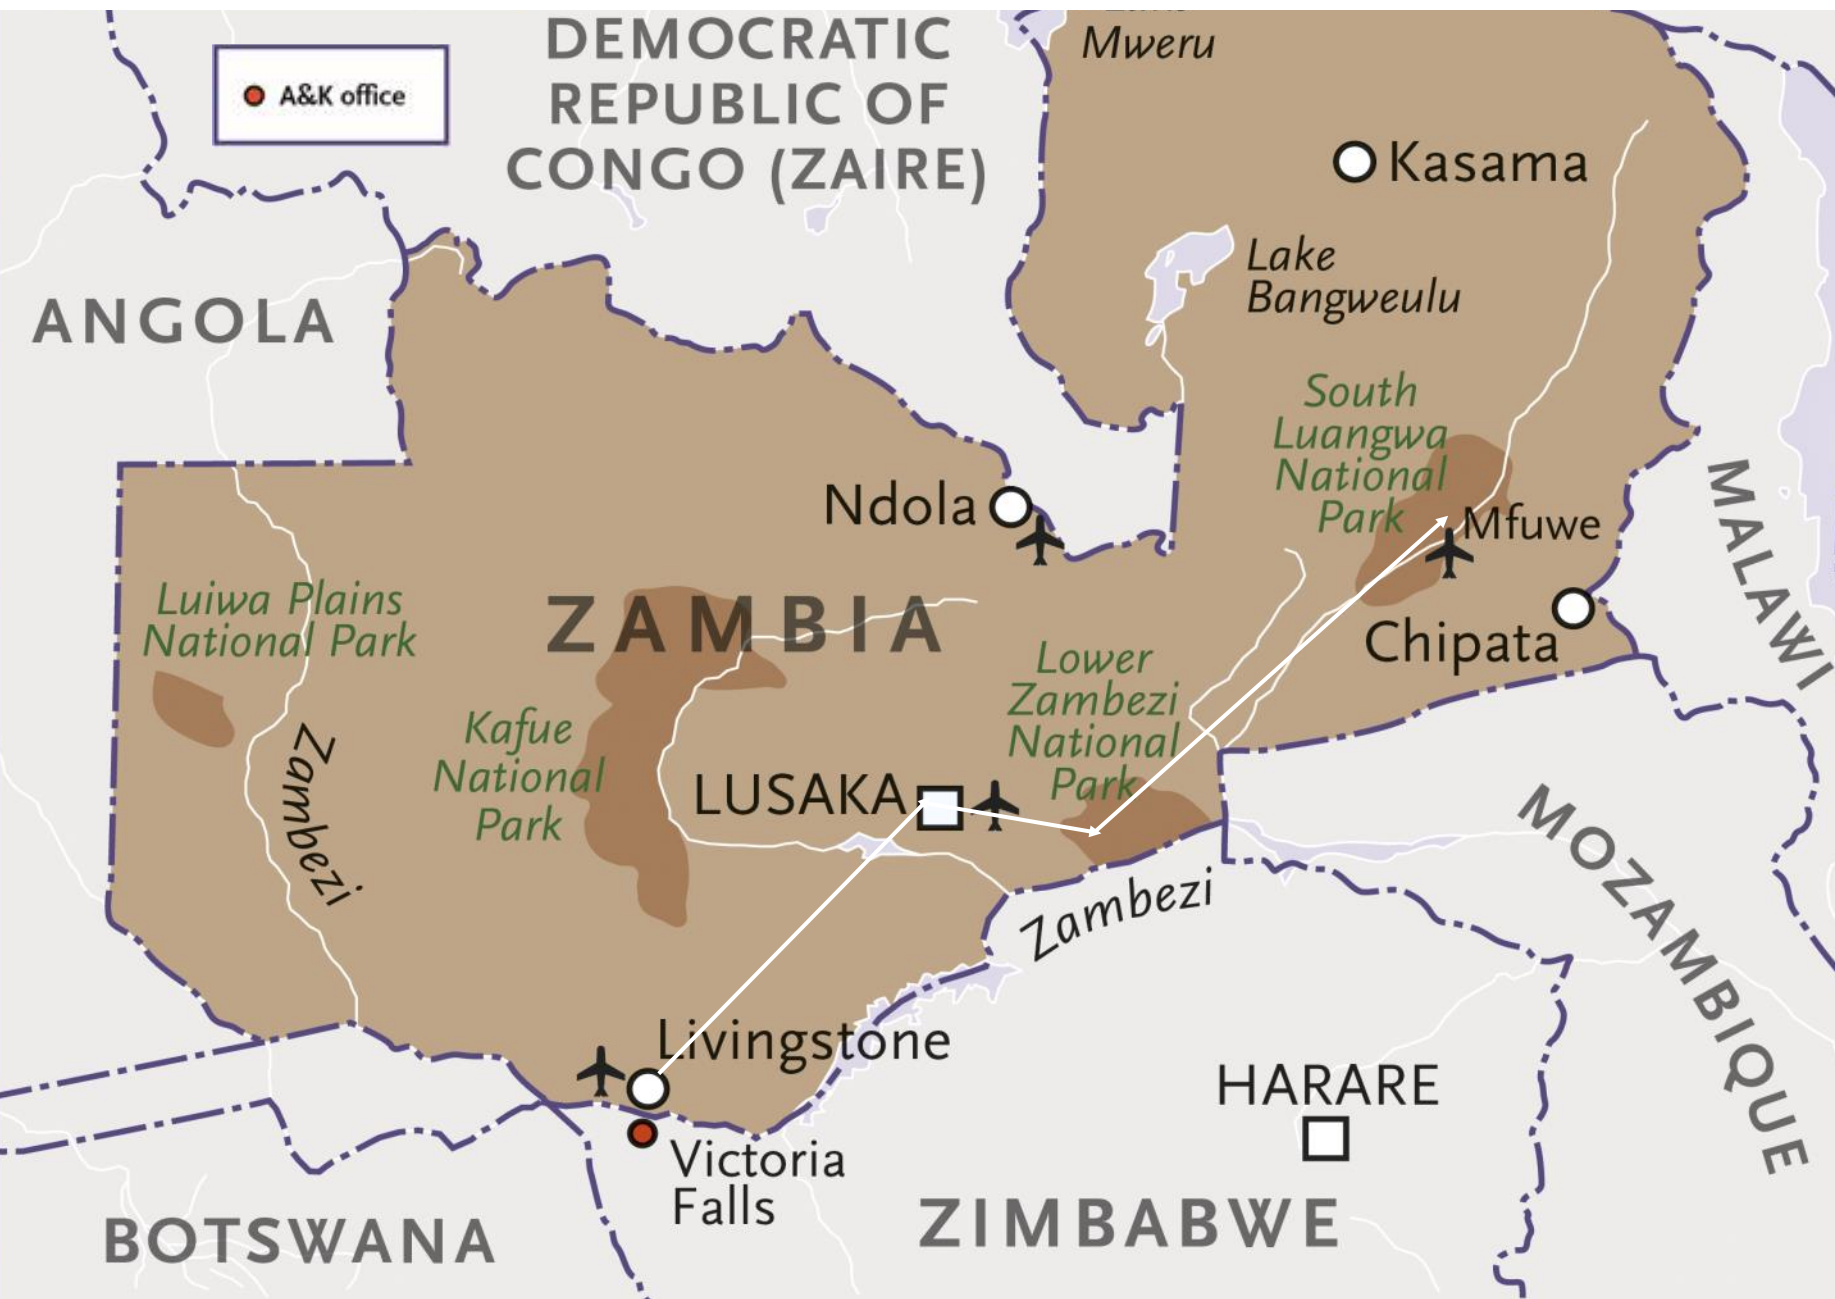 Mweru
DEMOCRATIC
REPUBLIC OF
CONGO (ZAIRE)
A&K office
Kasama
Lake
Bangweulu
ANGOLA
South
Luangwa
National
Park
Ndola
Mfuwe
MALAWI
Luiwa Plains
National Park
ZAMBIA
Chipata
Lower
Zambezi
National
Park
Kafue
National
Park
Zambezi
LUSAKA
MOZAMBIQUE
Zambezi
Livingstone
HARARE
Victoria
Falls
BOTSWANA
ZIMBABWE